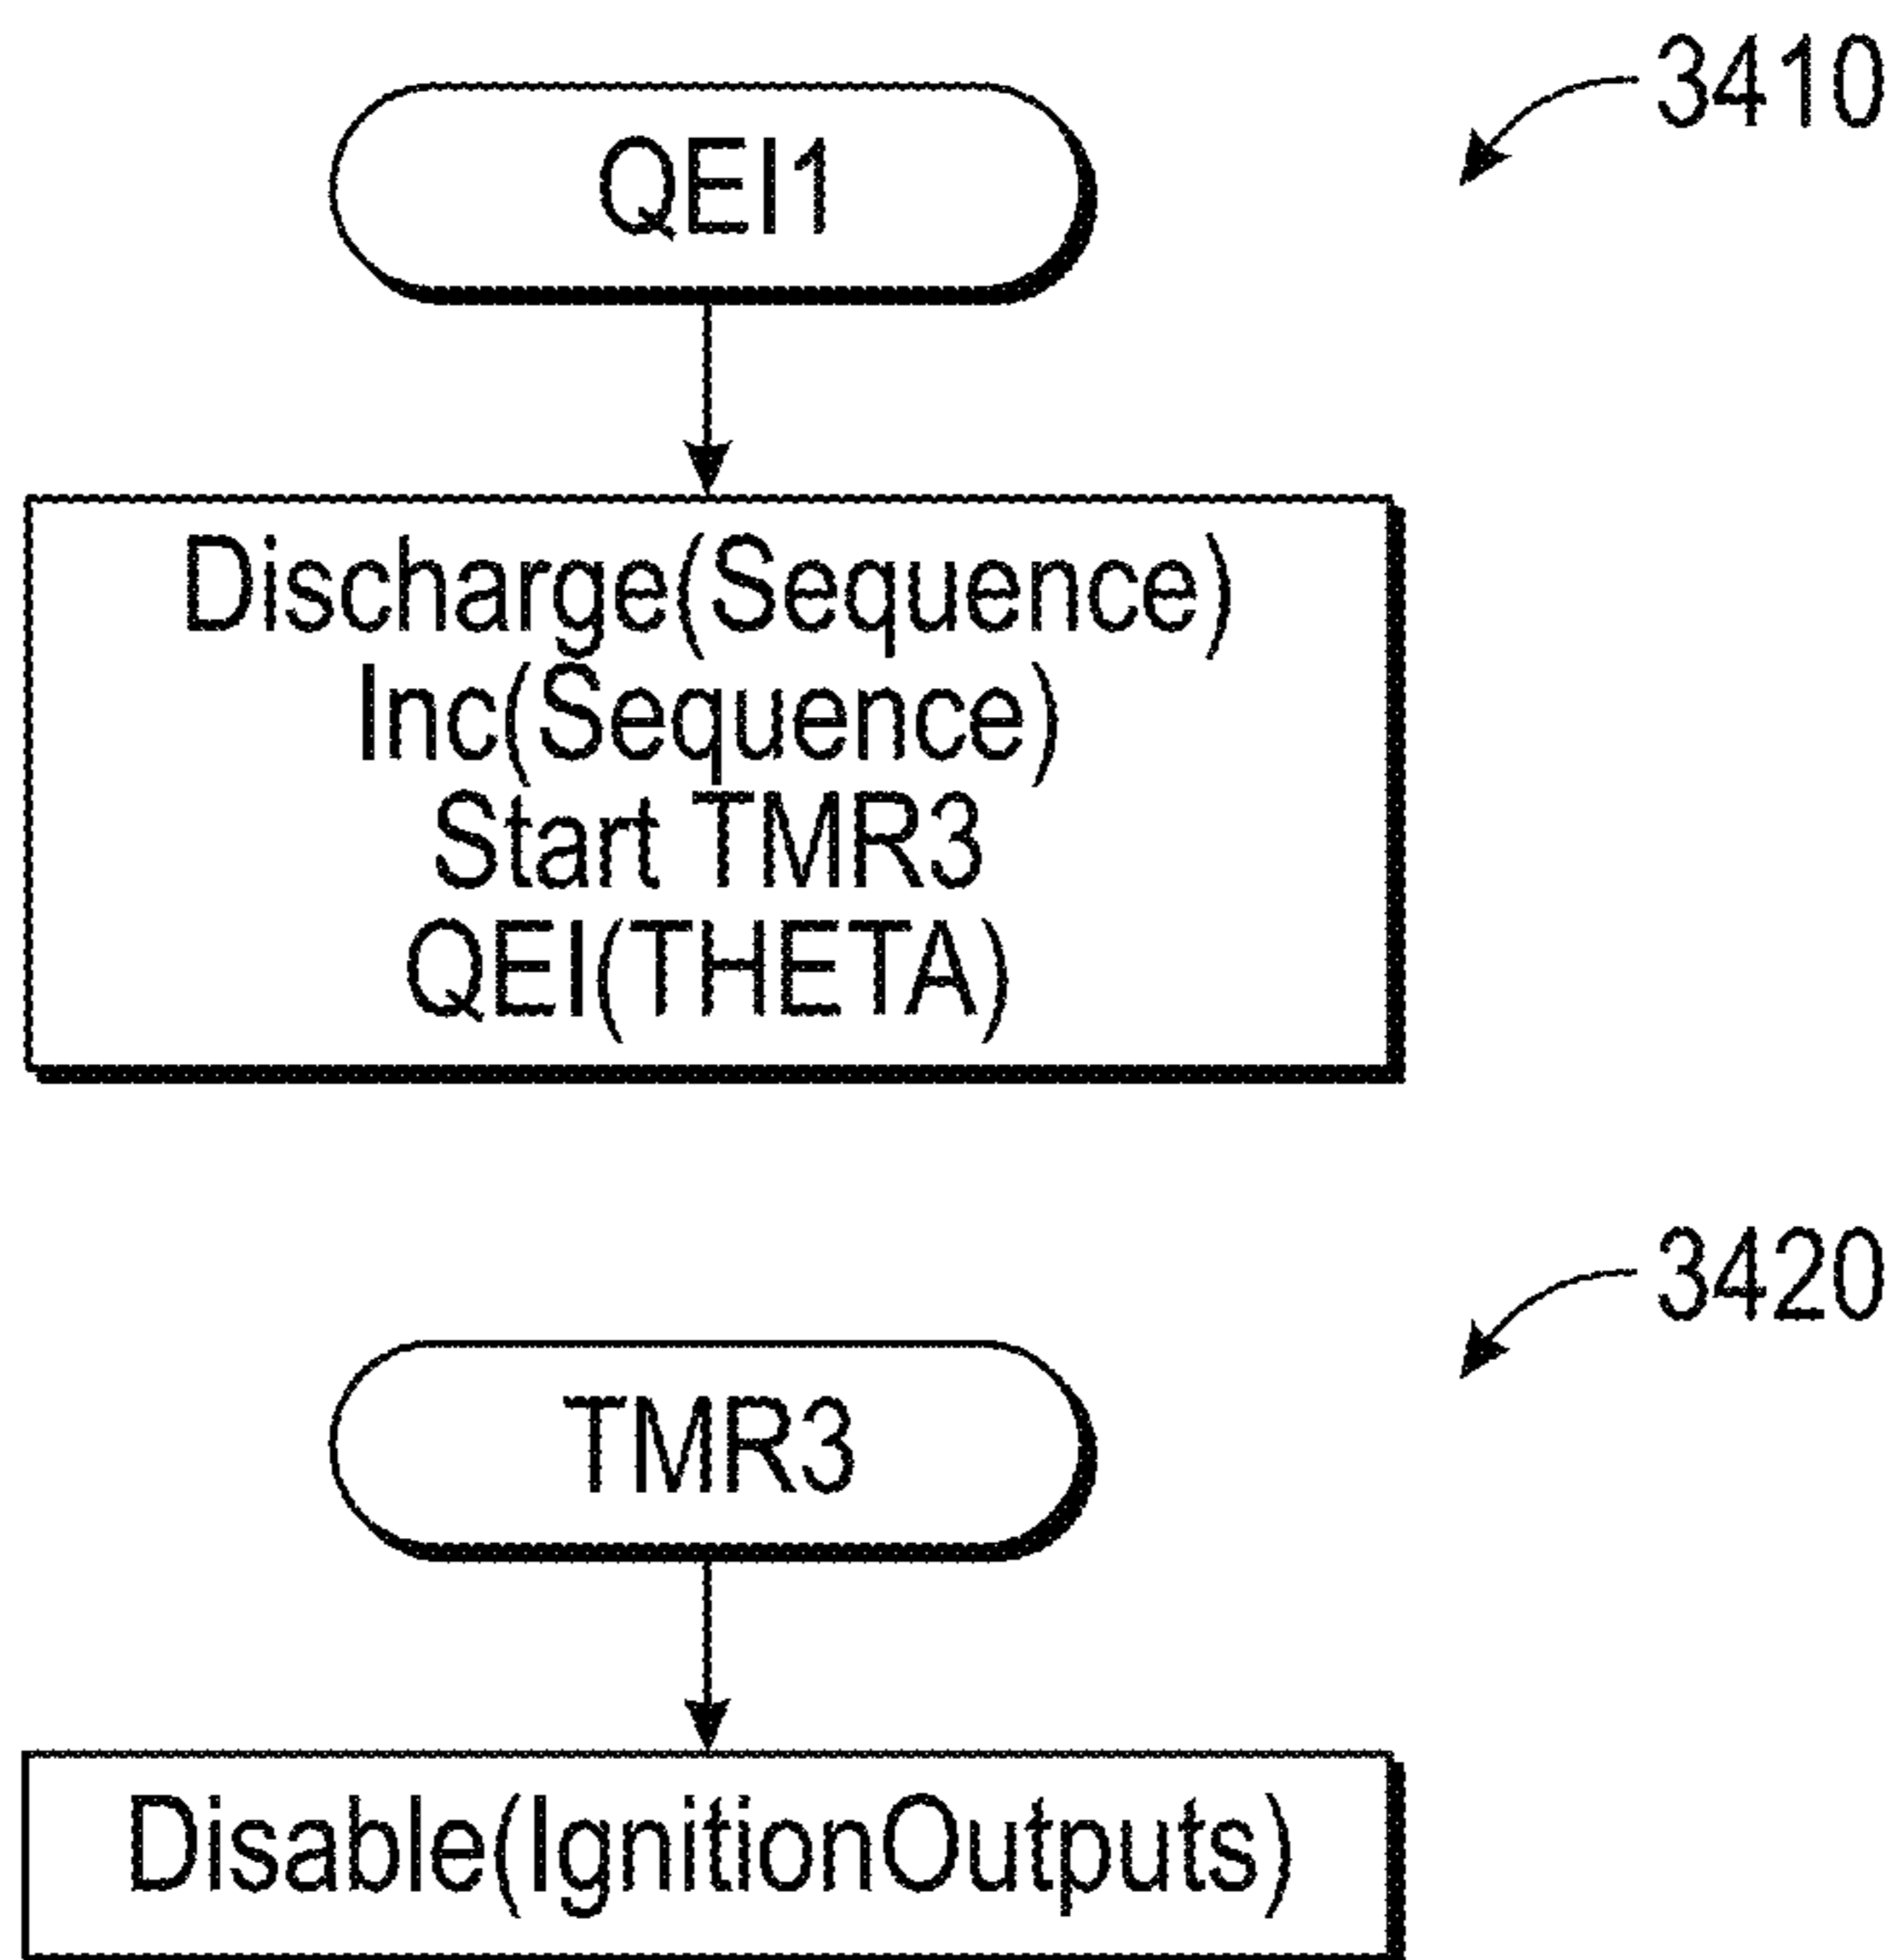 3410
QEI1
Discharge(Sequence)
Inc(Sequence)
Start TMR3
QEI(THETA)
3420
TMR3
Disable(IgnitionOutputs)